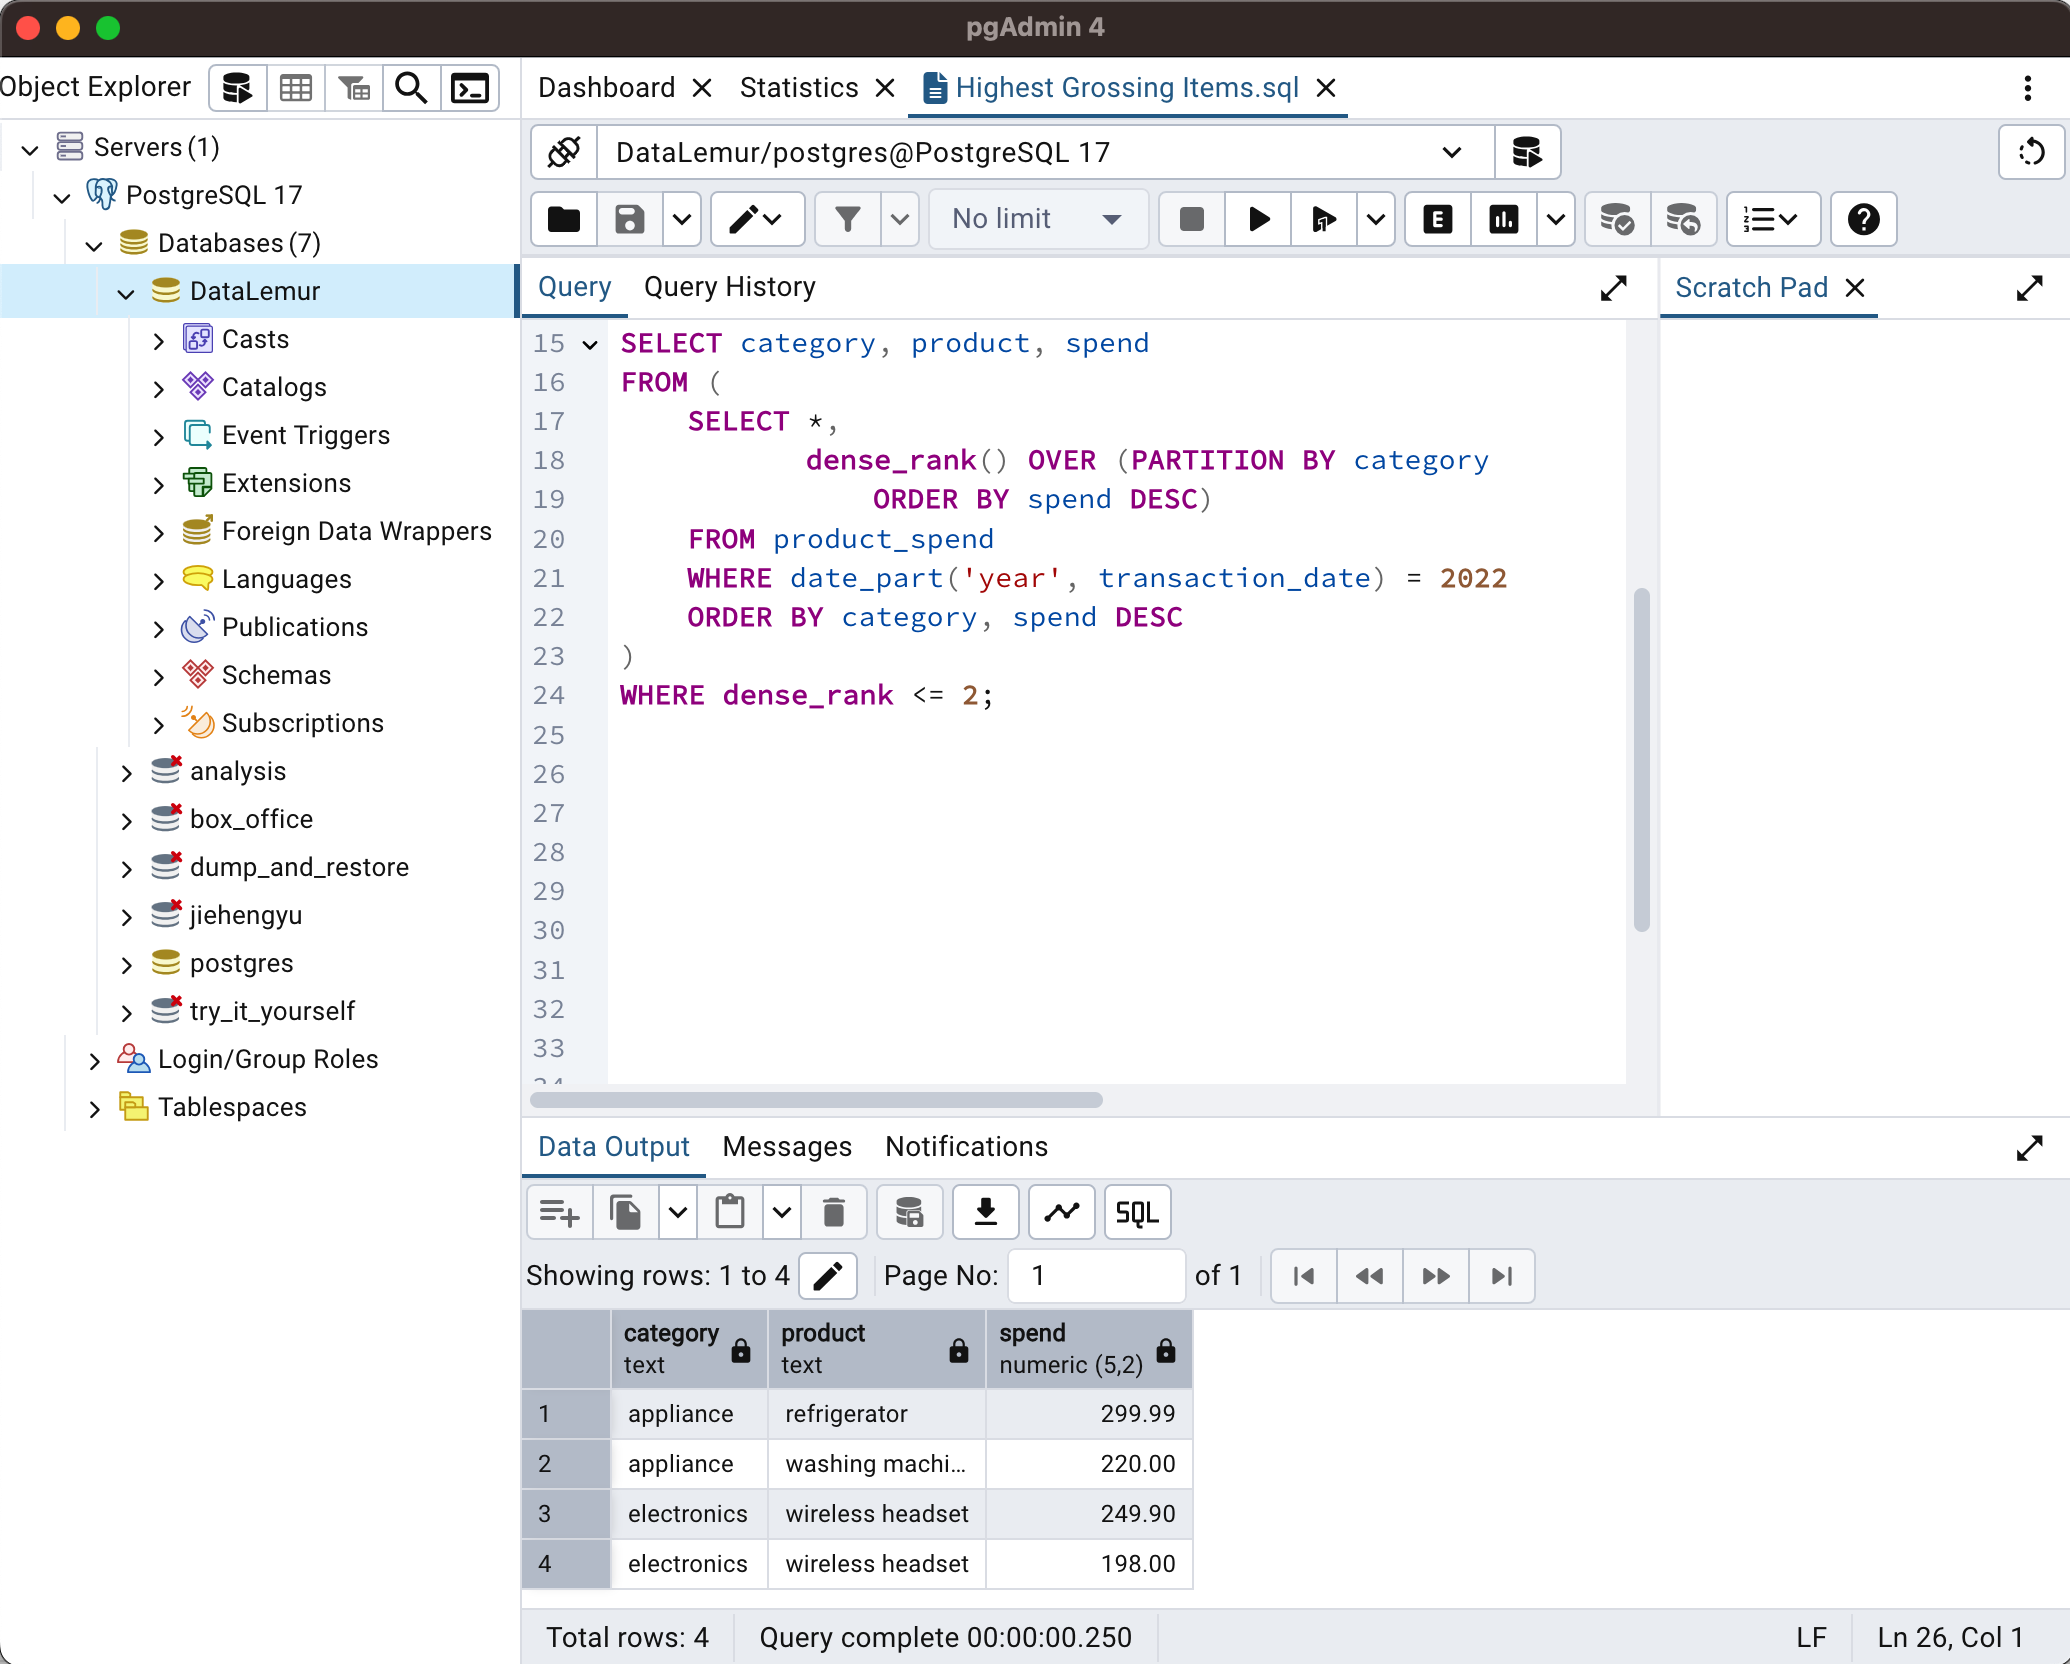 pgAdmin 4
Object Explorer
Dashboard
Statistics
Highest Grossing Items.sql
Servers (1)
PostgreSQL 17
Databases (7)
DataLemur
Casts
Catalogs
Event Triggers
Extensions
Foreign Data Wrappers
Languages
Publications
Schemas
Subscriptions
analysis
box_office
dump_and_restore
jiehengyu
postgres
try_it_yourself
Login/Group Roles
Tablespaces
DataLemur/postgres@PostgreSQL 17
No limit
E
Query
Query History
Scratch Pad
15 SELECT category, product, spend
16 FROM (
17 SELECT *,
18 dense_rank() OVER (PARTITION BY category
19 ORDER BY spend DESC)
20 FROM product_spend
21 WHERE date_part('year', transaction_date) = 2022
22 ORDER BY category, spend DESC
23 )
24 WHERE dense_rank <= 2;
25
26
27
28
29
30
31
32
33
34
Data Output
Messages
Notifications
SQL
Showing rows: 1 to 4
Page No: 1 of 1
category text
product text
spend numeric (5,2)
1 appliance refrigerator 299.99
2 appliance washing machi... 220.00
3 electronics wireless headset 249.90
4 electronics wireless headset 198.00
Total rows: 4
Query complete 00:00:00.250
LF
Ln 26, Col 1